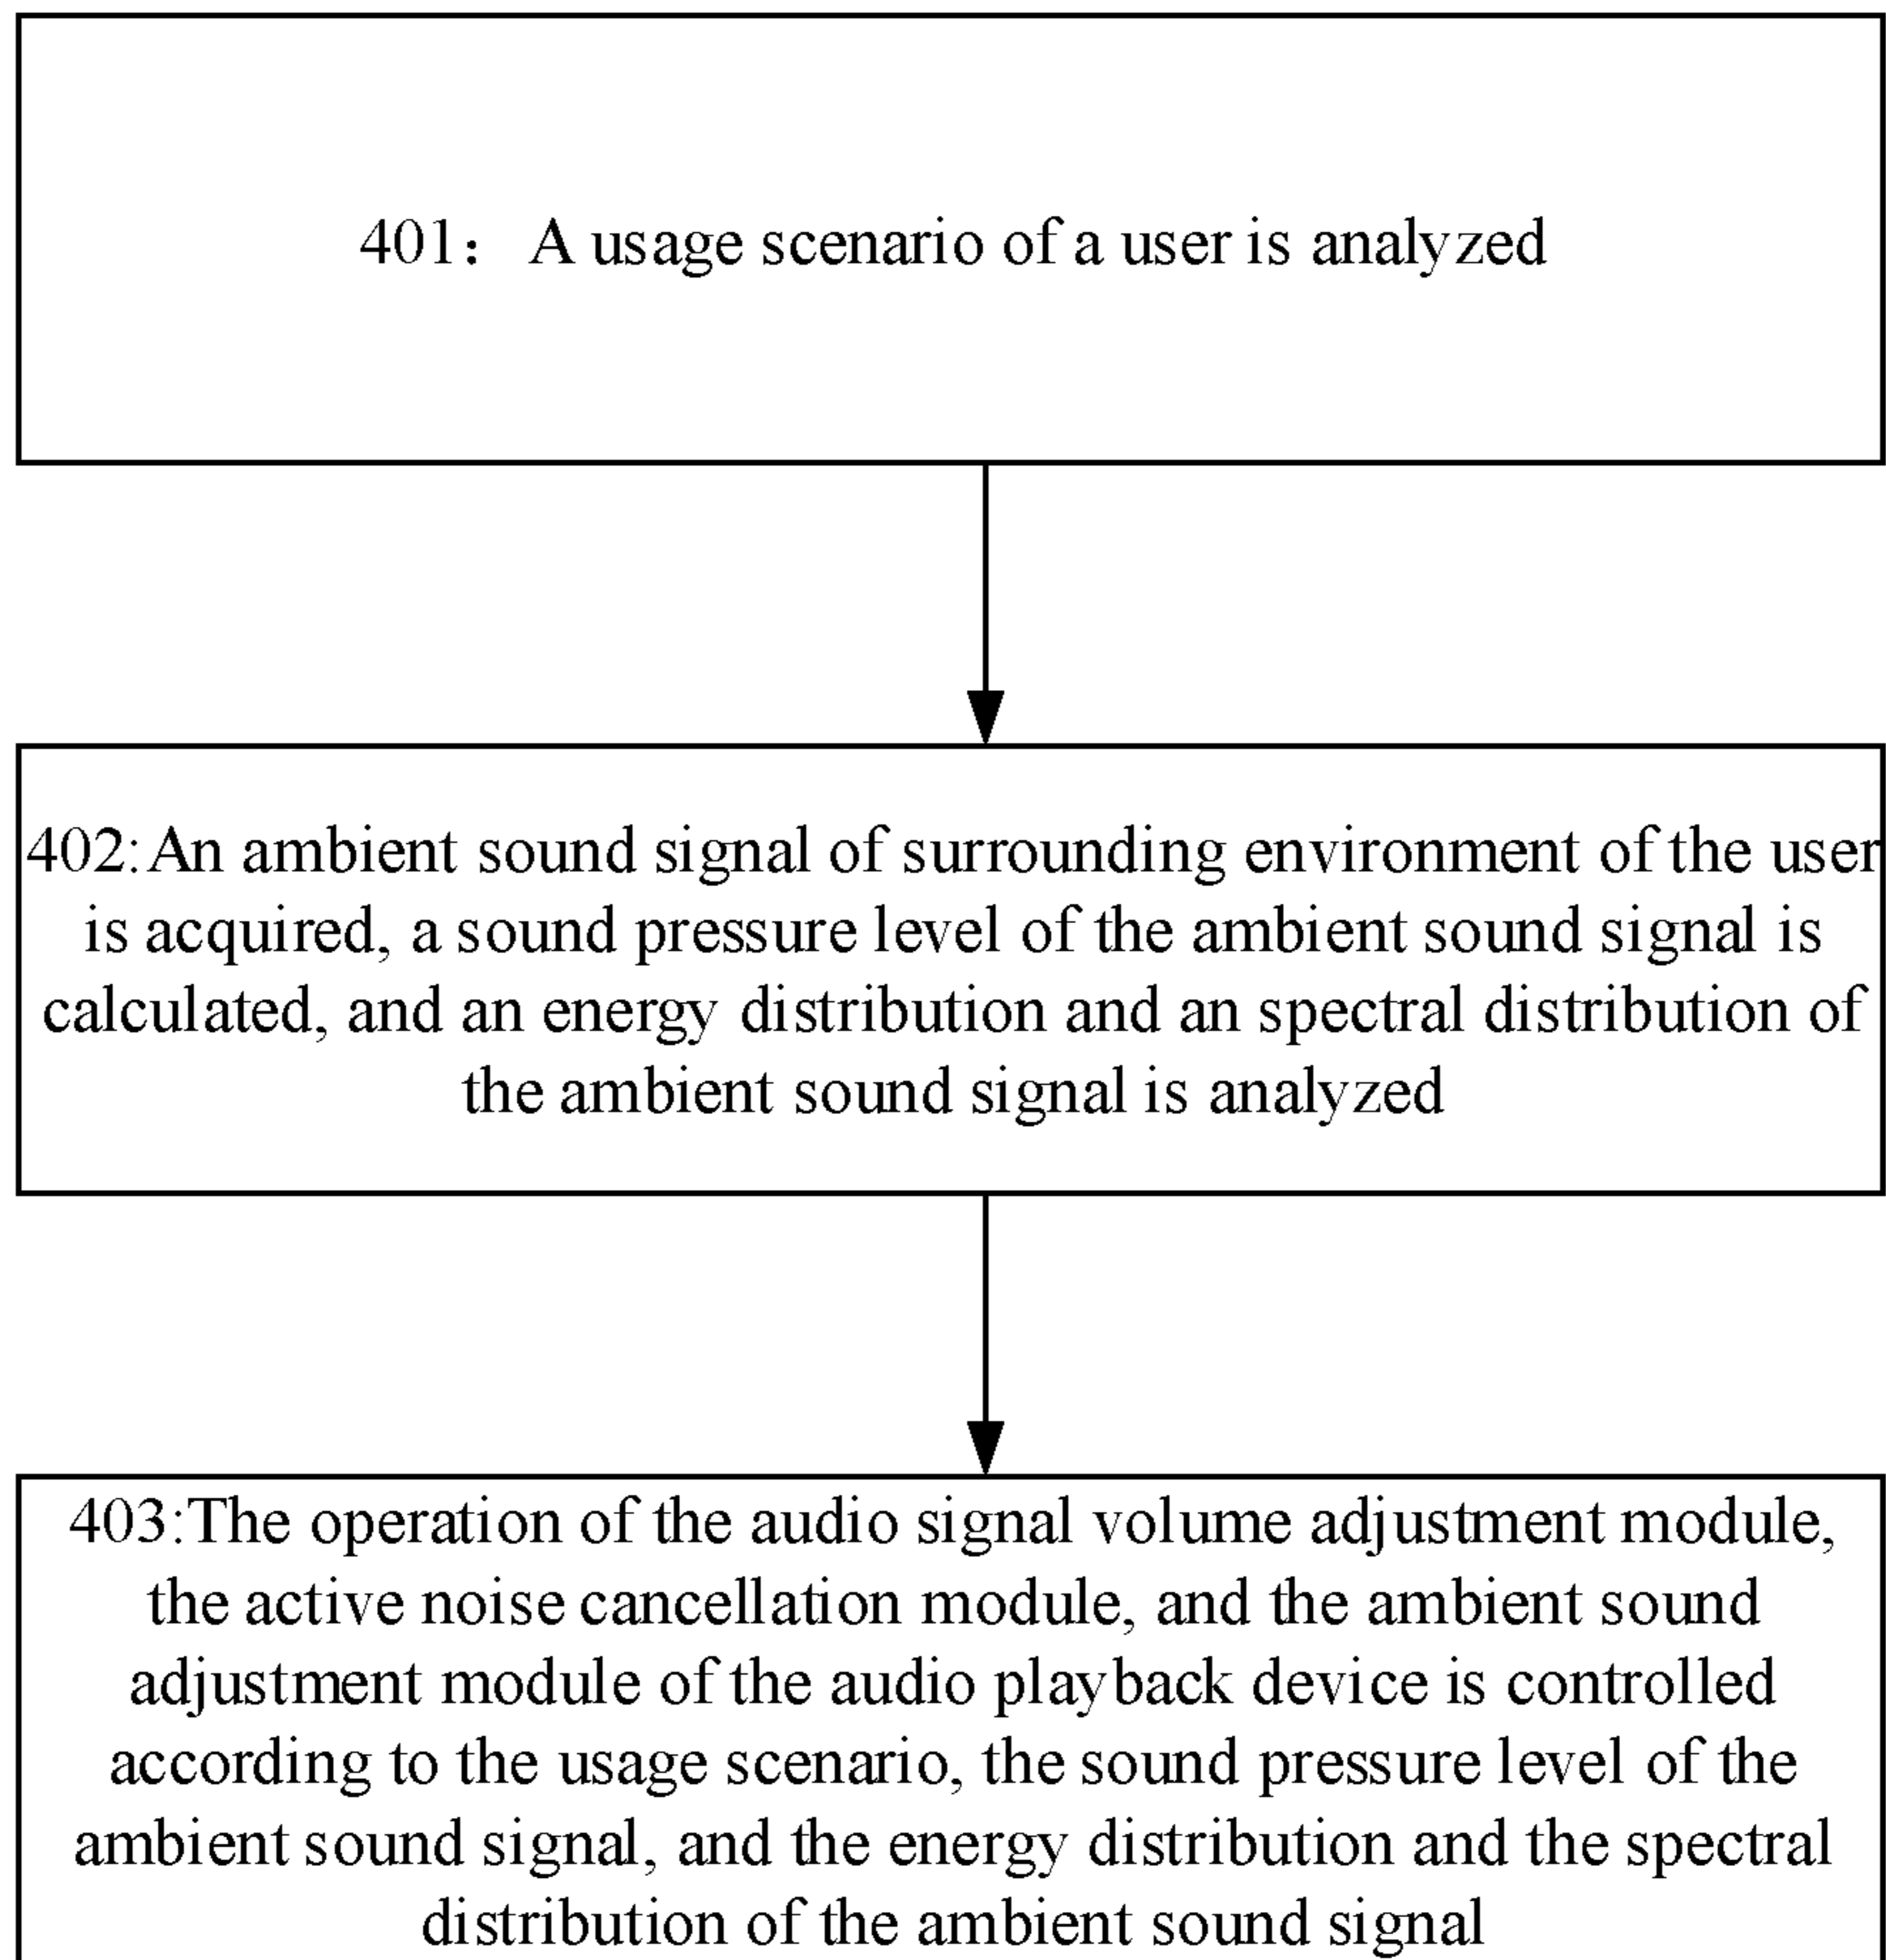 401： A usage scenario of a user is analyzed
402:An ambient sound signal of surrounding environment of the user
is acquired, a sound pressure level of the ambient sound signal is
calculated, and an energy distribution and an spectral distribution of
the ambient sound signal is analyzed
403:The operation of the audio signal volume adjustment module,
the active noise cancellation module, and the ambient sound
adjustment module of the audio playback device is controlled
according to the usage scenario, the sound pressure level of the
ambient sound signal, and the energy distribution and the spectral
distribution of the ambient sound signal